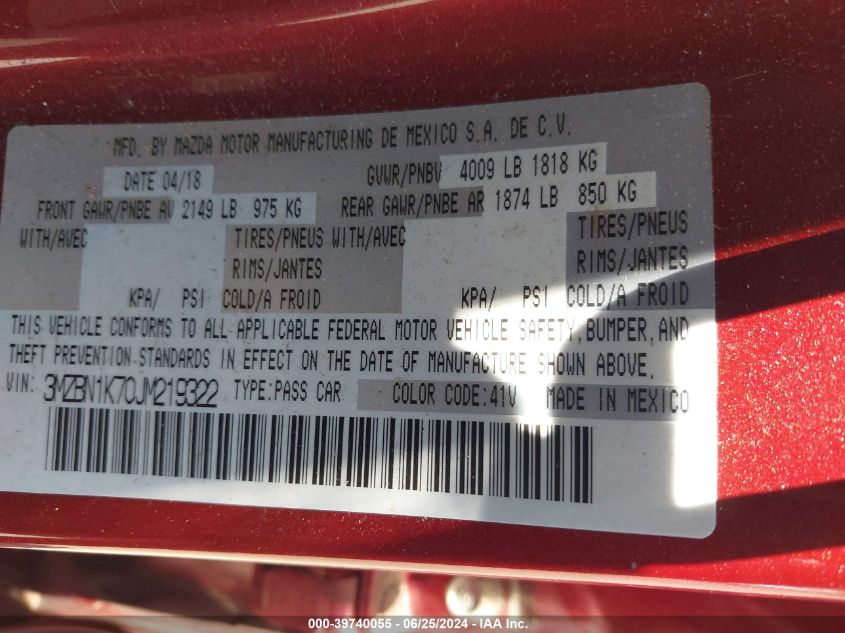 MFD. BY MAZDA MOTOR MANUFACTURING DE MEXICO S.A. DE C.V.
DATE 04/18 GVWR/PNBV 4009 LB 1818 KG
FRONT GAWR/PNBE AV 2149 LB 975 KG REAR GAWR/PNBE AR 1874 LB 850 KG
WITH/AVEC TIRES/PNEUS WITH/AVEC TIRES/PNEUS
RIMS/JANTES RIMS/JANTES
KPA/ PSI COLD/A FROID KPA/ PSI COLD/A FROID
THIS VEHICLE CONFORMS TO ALL APPLICABLE FEDERAL MOTOR VEHICLE SAFETY, BUMPER, AND
THEFT PREVENTION STANDARDS IN EFFECT ON THE DATE OF MANUFACTURE SHOWN ABOVE.
VIN: 3MZBN1K70JM219322 TYPE:PASS CAR COLOR CODE:41V MADE IN MEXICO
000-39740055 - 06/25/2024 - IAA Inc.